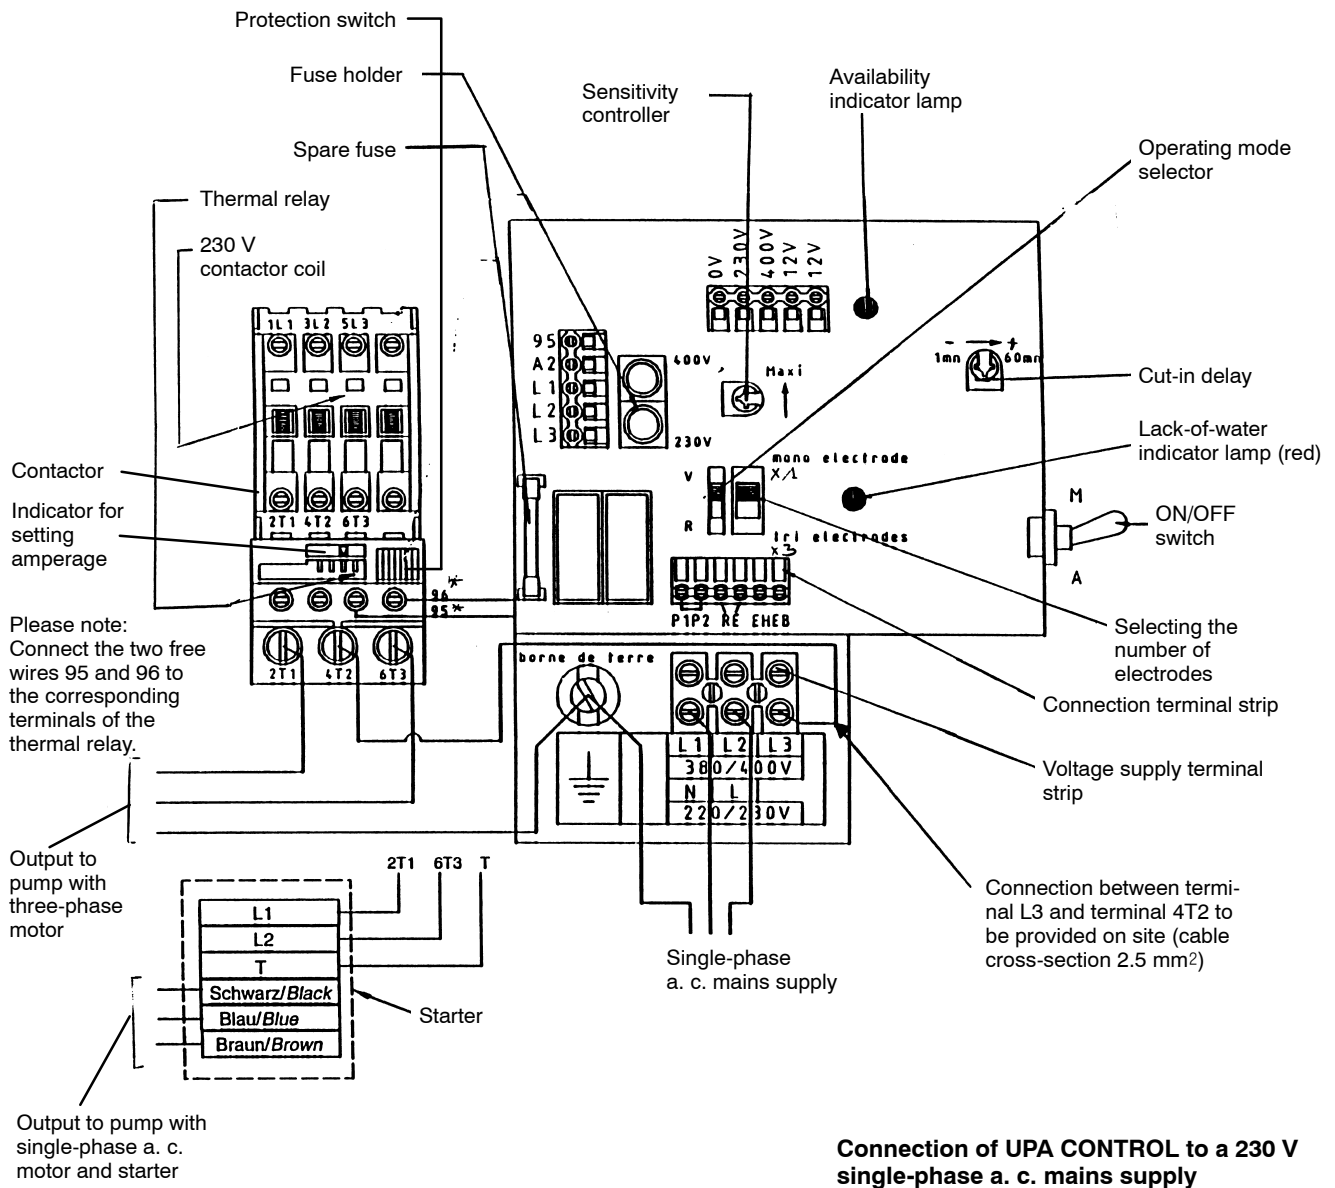 Protection switch
Fuse holder
Spare fuse
Thermal relay
230 V
contactor coil
Sensitivity
controller
Availability
indicator lamp
Operating mode
selector
Cut-in delay
Lack-of-water
indicator lamp (red)
ON/OFF
switch
M
A
0V
230V
400V
12V
12V
- +
1mn 60mn
95
A2
L1
L2
L3
400V
230V
Maxi
mono electrode
x1
V
R
tri electrodes
x3
P1P2 RE EHEB
1L1 3L2 5L3
2T1 4T2 6T3
96 *
95 *
2T1 4T2 6T3
Contactor
Indicator for
setting
amperage
Please note:
Connect the two free
wires 95 and 96 to
the corresponding
terminals of the
thermal relay.
borne de terre
L1 L2 L3
380/400V
N L
220/230V
Selecting the
number of
electrodes
Connection terminal strip
Voltage supply terminal
strip
Connection between termi-
nal L3 and terminal 4T2 to
be provided on site (cable
cross-section 2.5 mm²)
Output to
pump with
three-phase
motor
2T1 6T3 T
L1
L2
T
Schwarz/Black
Blau/Blue
Braun/Brown
Starter
Single-phase
a. c. mains supply
Output to pump with
single-phase a. c.
motor and starter
Connection of UPA CONTROL to a 230 V
single-phase a. c. mains supply